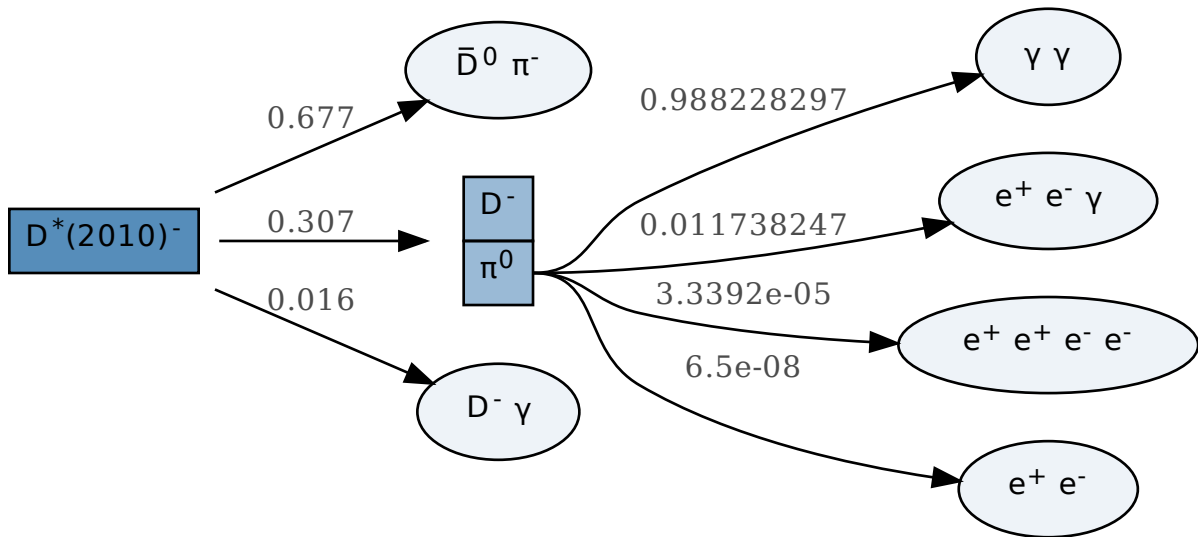 D*(2010)⁻
0.677
0.307
0.016
D̄⁰ π⁻
D⁻
π⁰
D⁻ γ
0.988228297
0.011738247
3.3392e-05
6.5e-08
γ γ
e⁺ e⁻ γ
e⁺ e⁺ e⁻ e⁻
e⁺ e⁻